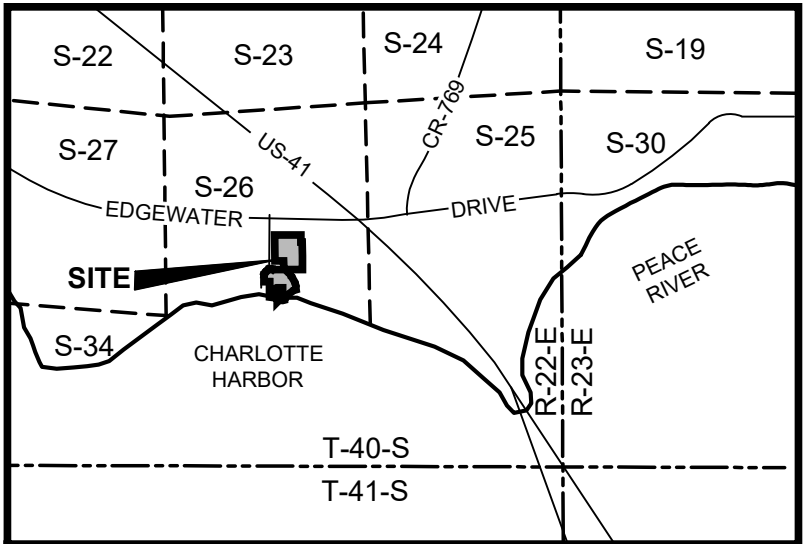 S-22
S-23
S-24
S-19
CR-769
S-27
US-41
S-25
S-30
S-26
EDGEWATER
DRIVE
SITE
PEACE
RIVER
S-34
CHARLOTTE
HARBOR
R-22-E
R-23-E
T-40-S
T-41-S